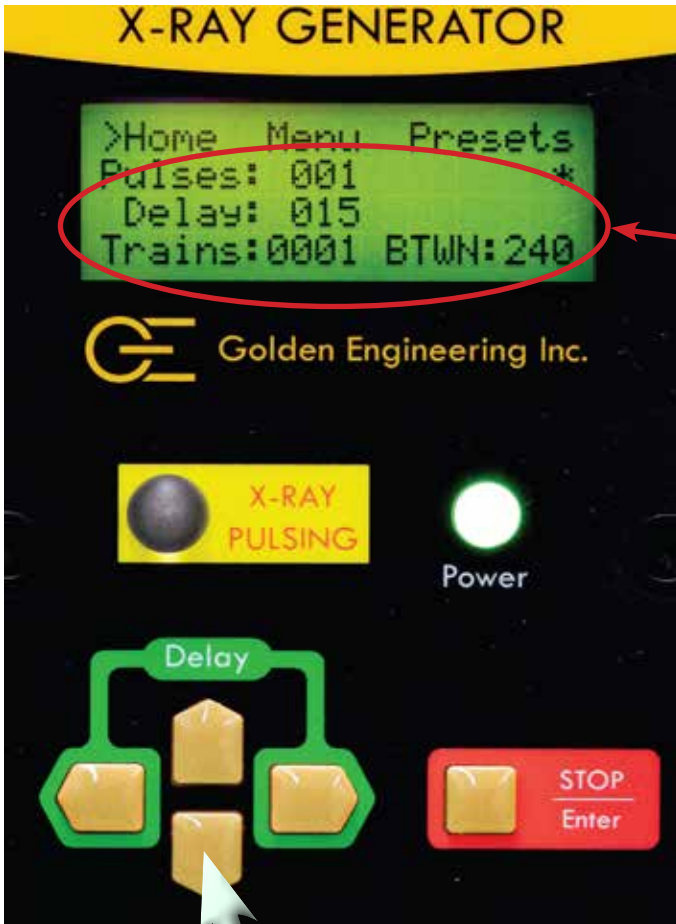 X-RAY GENERATOR
>Home Menu Presets
Pulses: 001 *
Delay: 015
Trains:0001 BTWN:240
GE Golden Engineering Inc.
X-RAY
PULSING
Power
Delay
STOP
Enter